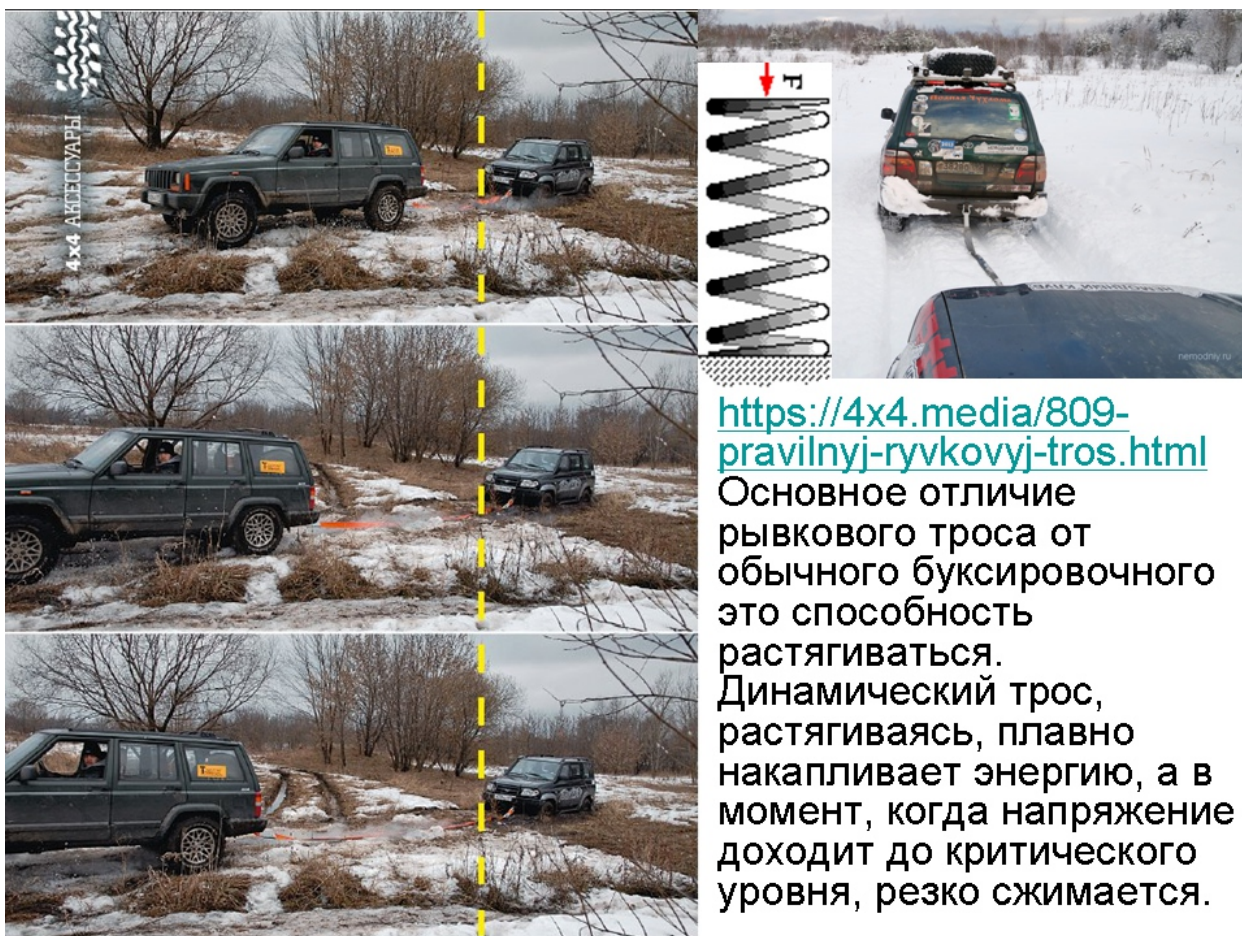 4x4 АКСЕССУАРЫ
F
nemodniy.ru
https://4x4.media/809-
pravilnyj-ryvkovyj-tros.html
Основное отличие
рывкового троса от
обычного буксировочного
это способность
растягиваться.
Динамический трос,
растягиваясь, плавно
накапливает энергию, а в
момент, когда напряжение
доходит до критического
уровня, резко сжимается.